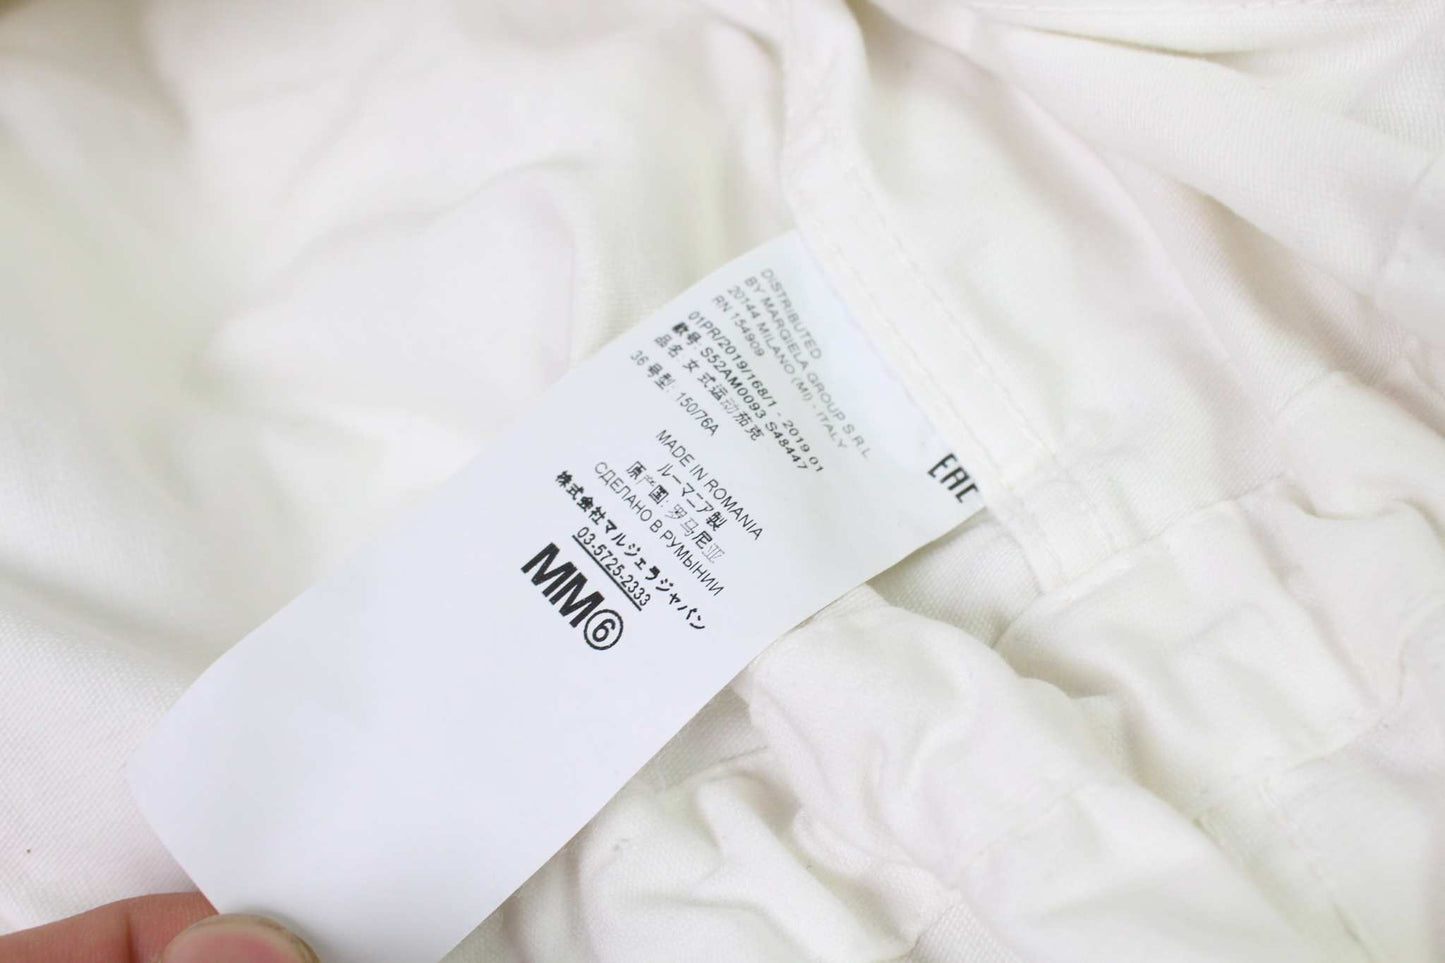 DISTRIBUTED
BY MARGIELA GROUP S.R.L
20144 MILANO (MI) - ITALY
RN 154909
01PR/2019/168/1 - 2019 01
款号: S52AM0093 S48447
品名: 女 式运动茄克
36 号型: 150/76A
EAC
MADE IN ROMANIA
ルーマニア製
原产国: 罗马尼亚
СДЕЛАНО В РУМЫНИИ
株式会社マルジェラジャパン
03-5725-2333
MM⑥